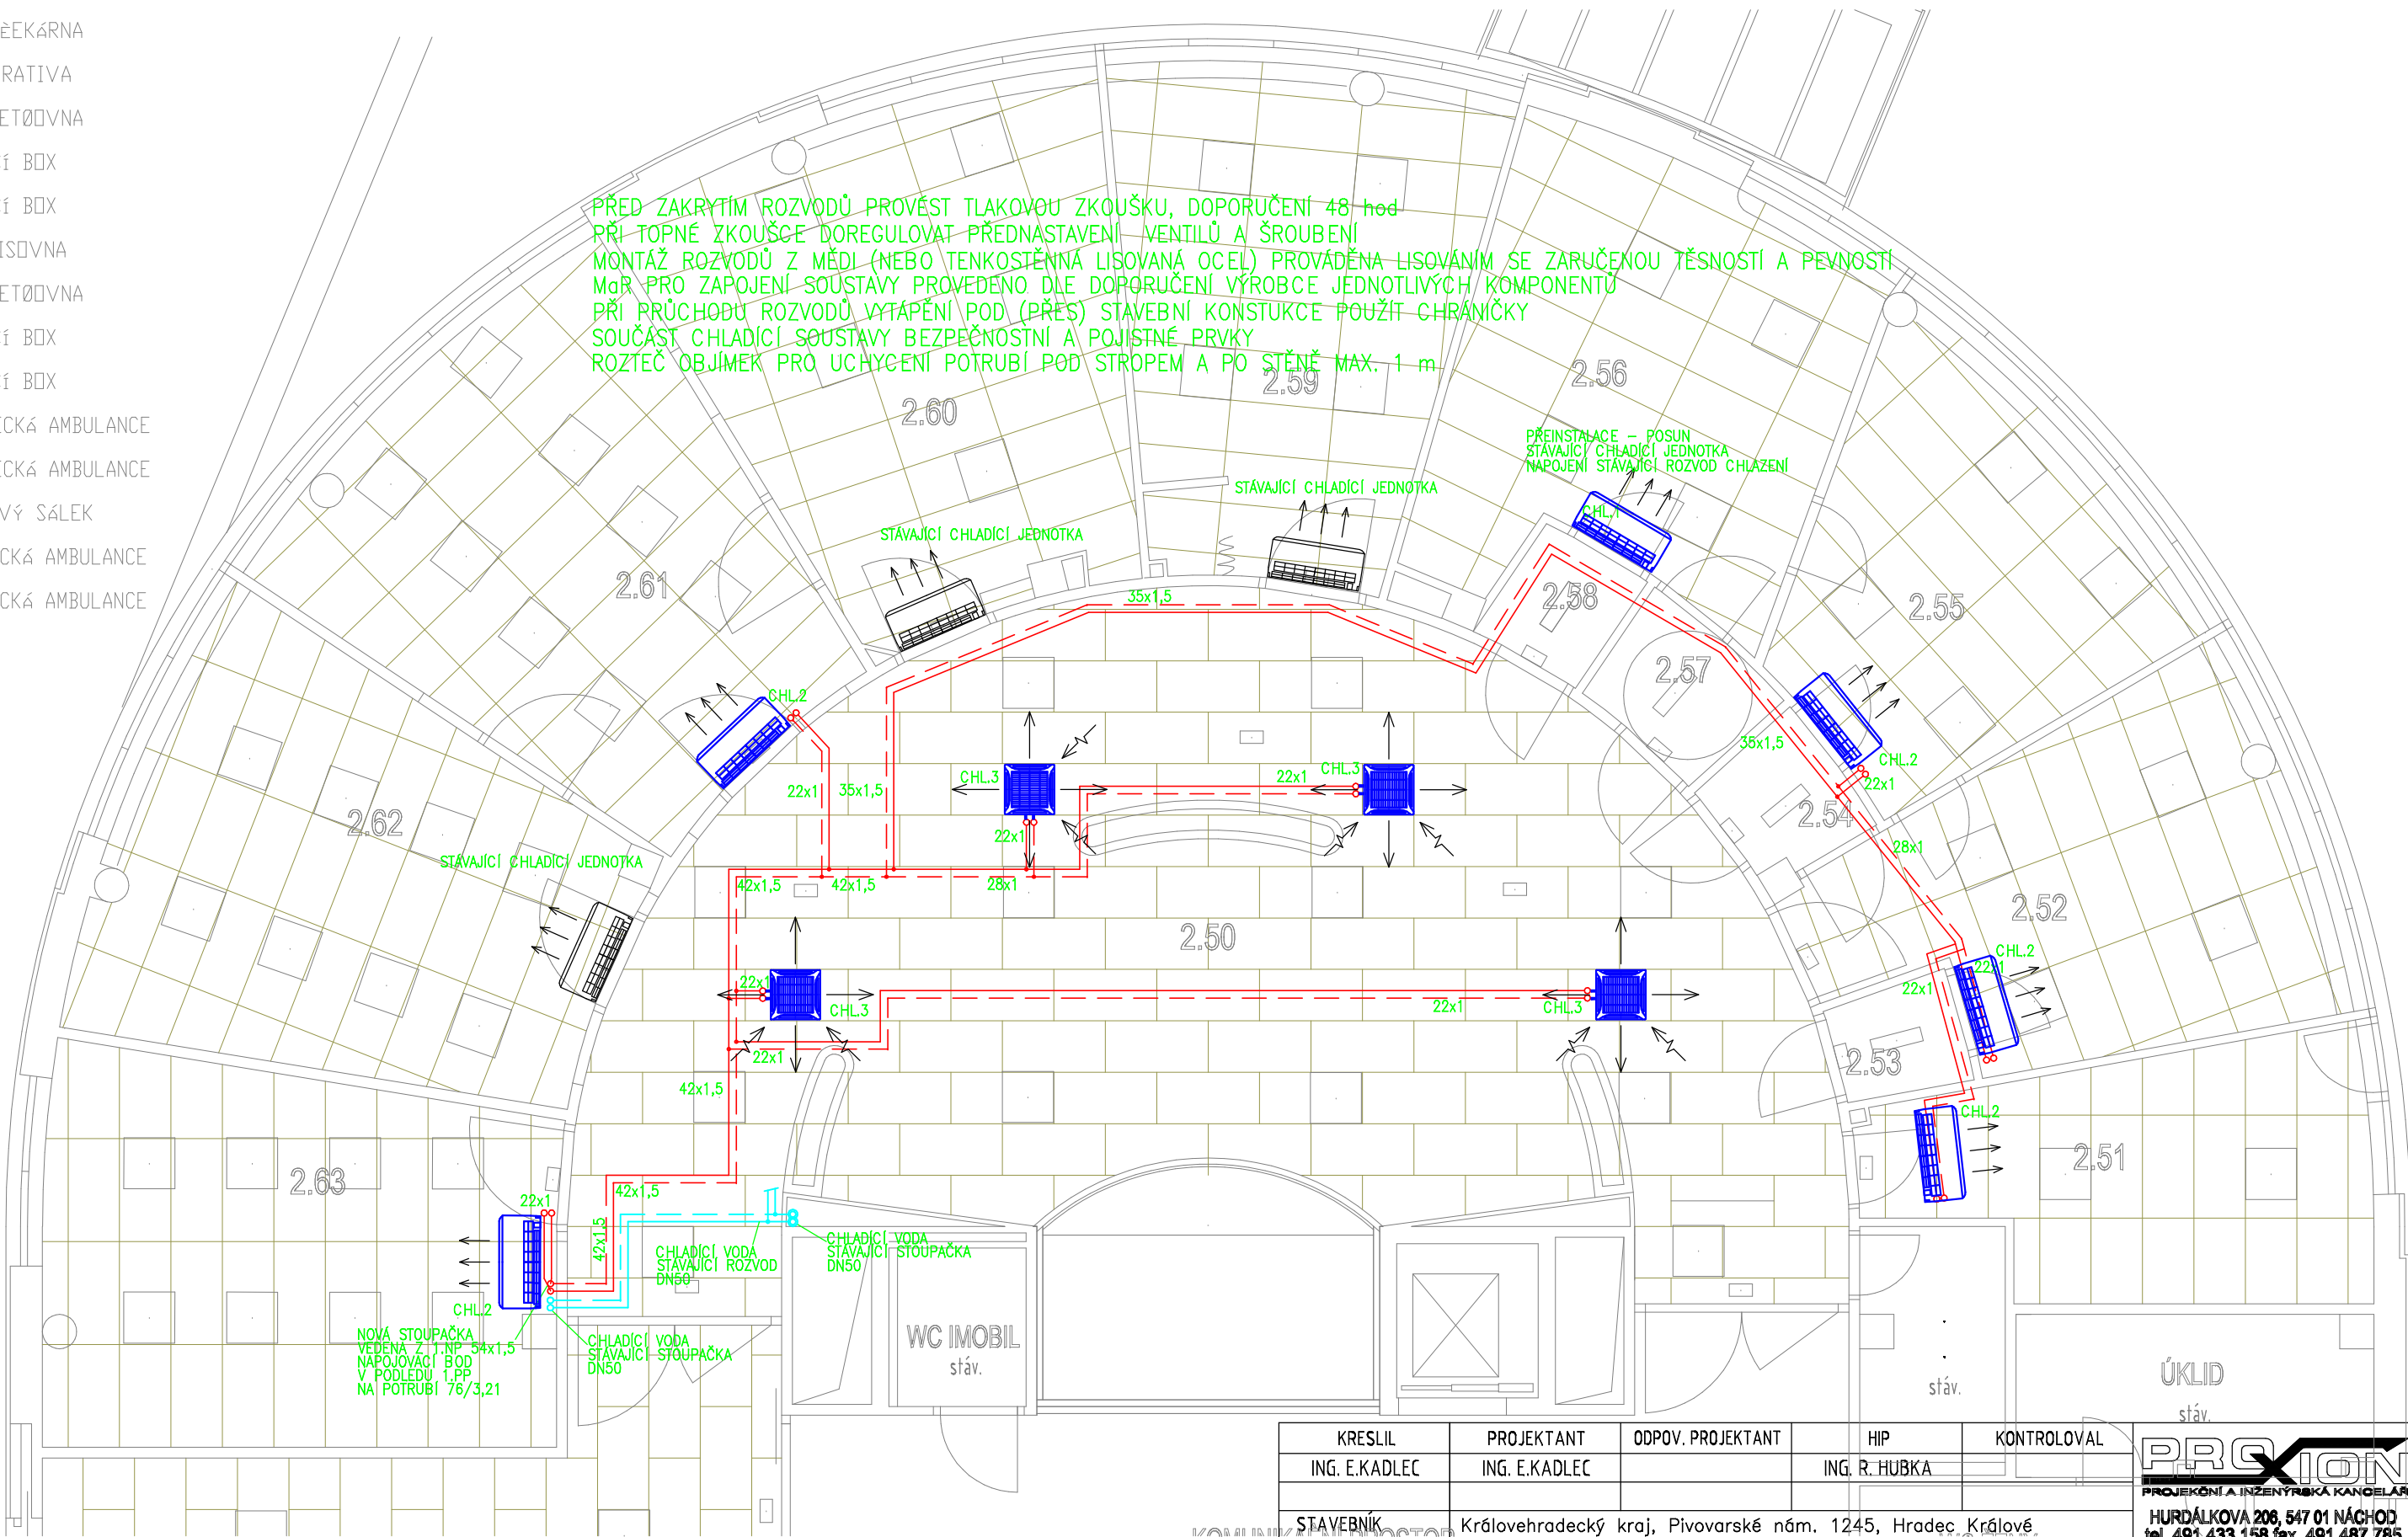 RATIVA
BOX
BOX
BOX
BOX
AMBULANCE
AMBULANCE
SÁLEK
AMBULANCE
AMBULANCE
PŘED ZAKRYTÍM ROZVODŮ PROVÉST TLAKOVOU ZKOUŠKU, DOPORUČENÍ 48 hod
PŘI TOPNÉ ZKOUŠCE DOREGULOVAT PŘEDNASTAVENÍ VENTILŮ A ŠROUBENÍ
MONTÁŽ ROZVODŮ Z MĚDI (NEBO TENKOSTĚNNÁ LISOVANÁ OCEL) PROVÁDĚNA LISOVÁNÍM SE ZARUČENOU TĚSNOSTÍ A PEVNOSTÍ
MaR PRO ZAPOJENÍ SOUSTAVY PROVEDENO DLE DOPORUČENÍ VÝROBCE JEDNOTLIVÝCH KOMPONENTŮ
PŘI PRŮCHODU ROZVODŮ VYTÁPĚNÍ POD (PŘES) STAVEBNÍ KONSTUKCE POUŽÍT CHRÁNIČKY
SOUČÁST CHLADÍCÍ SOUSTAVY BEZPEČNOSTNÍ A POJISTNÉ PRVKY
ROZTEČ OBJÍMEK PRO UCHYCENÍ POTRUBÍ POD STROPEM A PO STĚNĚ MAX. 1 m
2.59
2.56
2.60
PŘEINSTALACE – POSUN
STÁVAJÍCÍ CHLADÍCÍ JEDNOTKA
NAPOJENÍ STÁVAJÍCÍ ROZVOD CHLAZENÍ
STÁVAJÍCÍ CHLADÍCÍ JEDNOTKA
CHL.1
STÁVAJÍCÍ CHLADÍCÍ JEDNOTKA
2.61
35x1,5
2.58
2.55
2.57
CHL.2
35x1,5
CHL.3
CHL.3
22x1
CHL.2
22x1
22x1
35x1,5
2.62
22x1
2.54
28x1
STÁVAJÍCÍ CHLADÍCÍ JEDNOTKA
42x1,5
42x1,5
28x1
2.52
2.50
CHL.2
22x1
22x1
22x1
CHL.3
22x1
CHL.3
22x1
2.53
42x1,5
CHL.2
2.51
2.63
22x1
42x1,5
42x1,5
CHLADÍCÍ VODA
STÁVAJÍCÍ ROZVOD
DN50
CHLADÍCÍ VODA
STÁVAJÍCÍ STOUPAČKA
DN50
CHL.2
NOVÁ STOUPAČKA
VEDENA Z 1.NP 54x1,5
NAPOJOVACÍ BOD
V PODLEDU 1.PP
NA POTRUBÍ 76/3,21
CHLADÍCÍ VODA
STÁVAJÍCÍ STOUPAČKA
DN50
WC IMOBIL
stáv.
stáv.
ÚKLID
stáv.
KRESLIL PROJEKTANT ODPOV. PROJEKTANT HIP KONTROLOVAL
ING. E.KADLEC ING. E.KADLEC ING. R. HUBKA
STAVEBNÍK Královehradecký kraj, Pivovarské nám. 1245, Hradec Králové
PROXION
PROJEKČNÍ A INŽENÝRSKÁ KANCELÁŘ
HURDÁLKOVA 206, 547 01 NÁCHOD
tel. 491 433 158 fax. 491 487 795